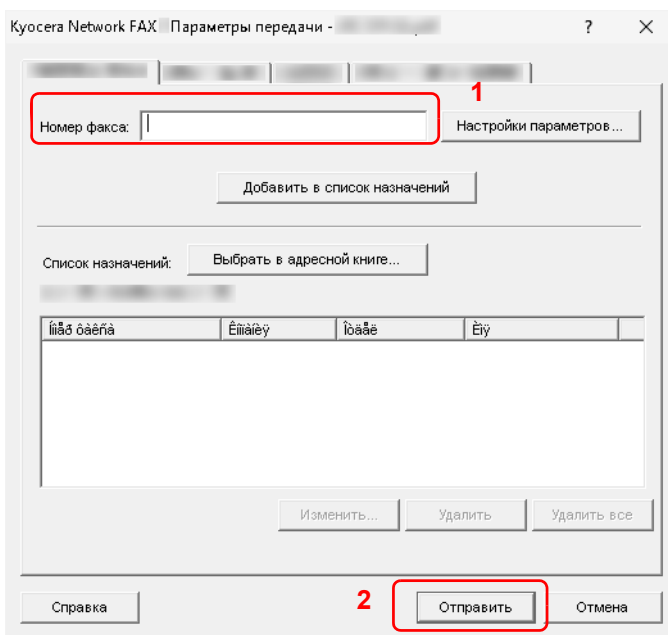 Kyocera Network FAX Параметры передачи -
? ×
1
Номер факса: Настройки параметров...
Добавить в список назначений
Список назначений: Выбрать в адресной книге...
Íîìåð ôàêñà Êîìïàíèÿ Îòäåë Èìÿ
Изменить... Удалить Удалить все
2
Справка Отправить Отмена